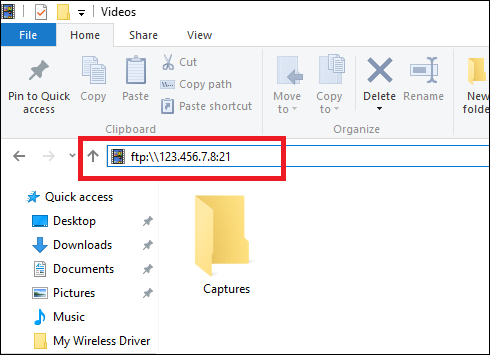 Videos
File
Home
Share
View
Pin to Quick
access
Copy
Paste
Cut
Copy path
Paste shortcut
Move
to
Copy
to
Delete
Rename
New
folde
Clipboard
Organize
ftp:\\123.456.7.8:21
Quick access
Desktop
Downloads
Documents
Pictures
Music
My Wireless Driver
Captures